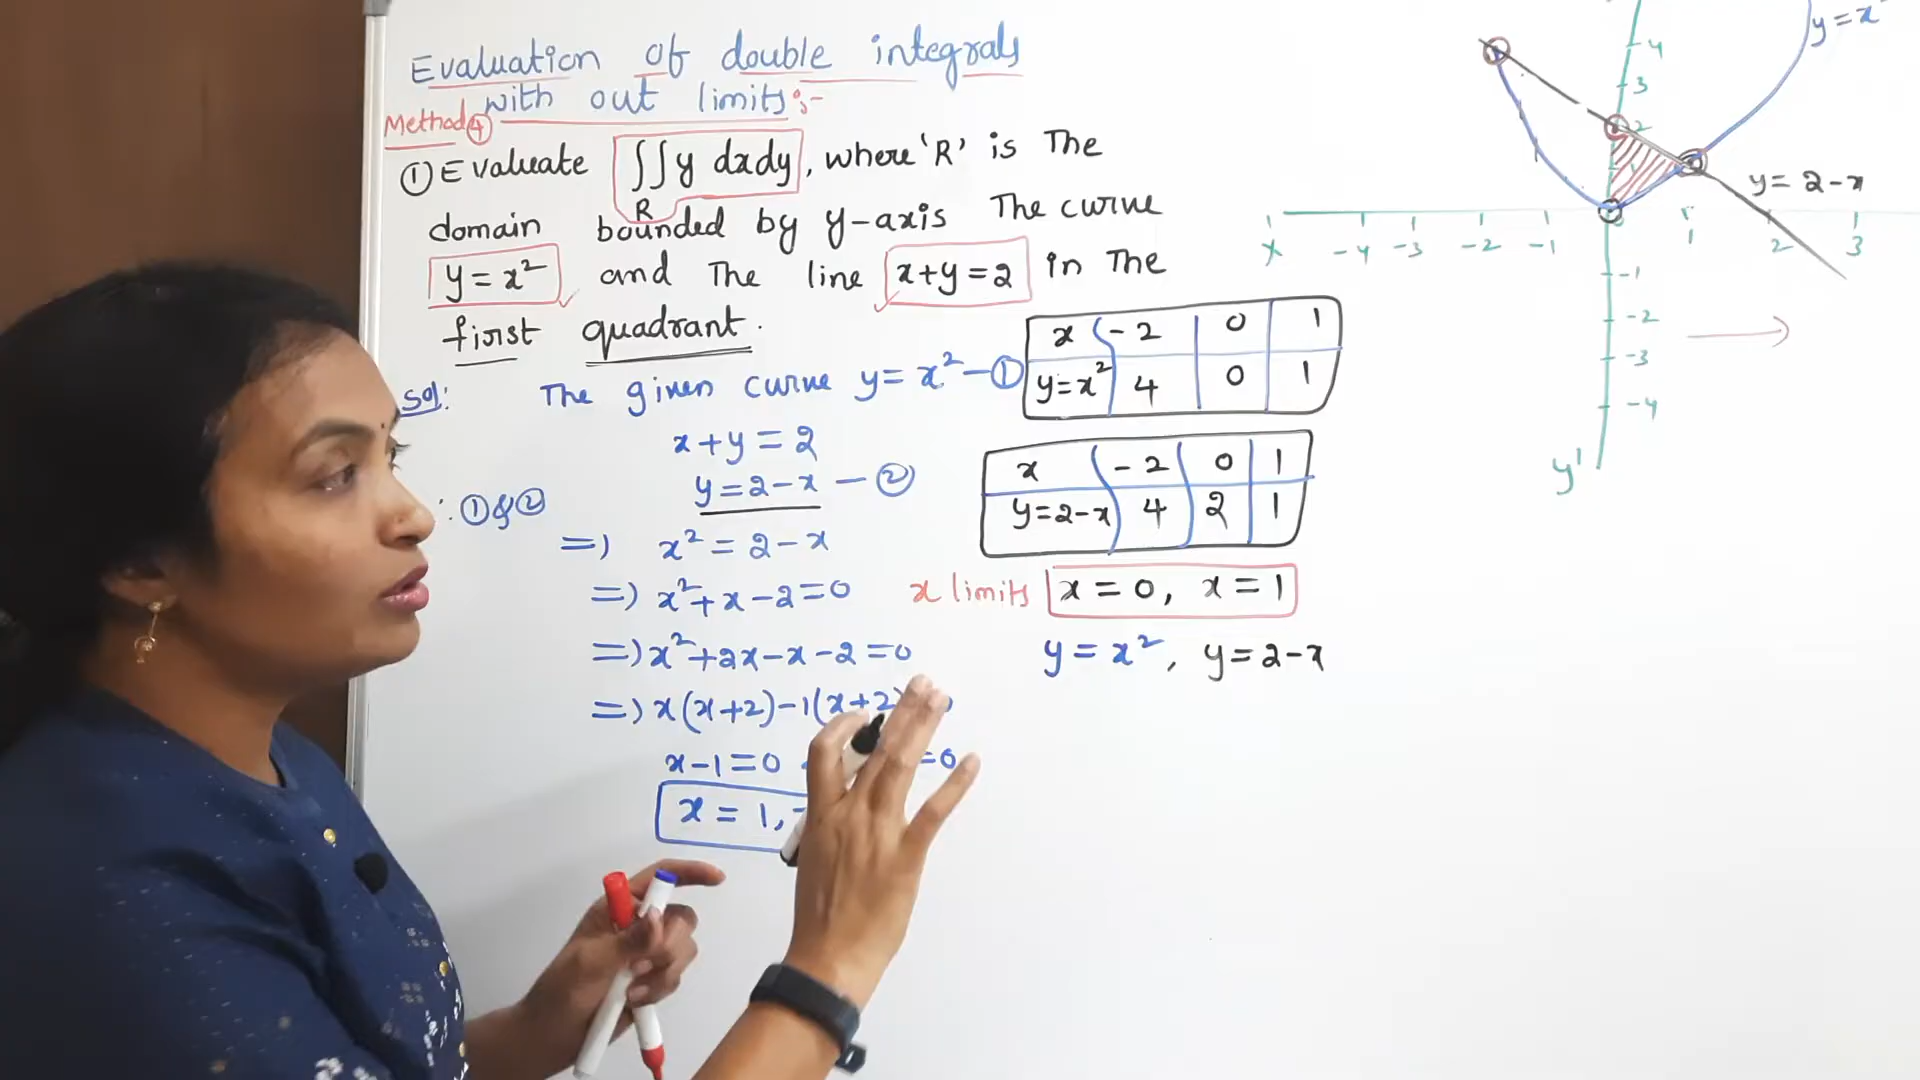 Evaluation of double integrals
with out limits:-
Method ④
① Evaluate ∬_R y dxdy, where 'R' is the
domain bounded by y-axis The curve
y = x² and The line x+y=2 in the
first quadrant.
Sol: The given curve y = x² — ①
x+y = 2
y = 2-x — ②
∴ ① & ②
=) x² = 2-x
=) x²+x-2=0
=) x²+2x-x-2=0
=) x(x+2)-1(x+2)
x-1=0 =0
x = 1,
x -2 0 1
y=x² 4 0 1
x -2 0 1
y=2-x 4 2 1
x limits x = 0, x = 1
y = x², y = 2-x
y = x
4
3
2
y = 2-x
X -4 -3 -2 -1 1 2 3
-1
-2
-3
-4
y'